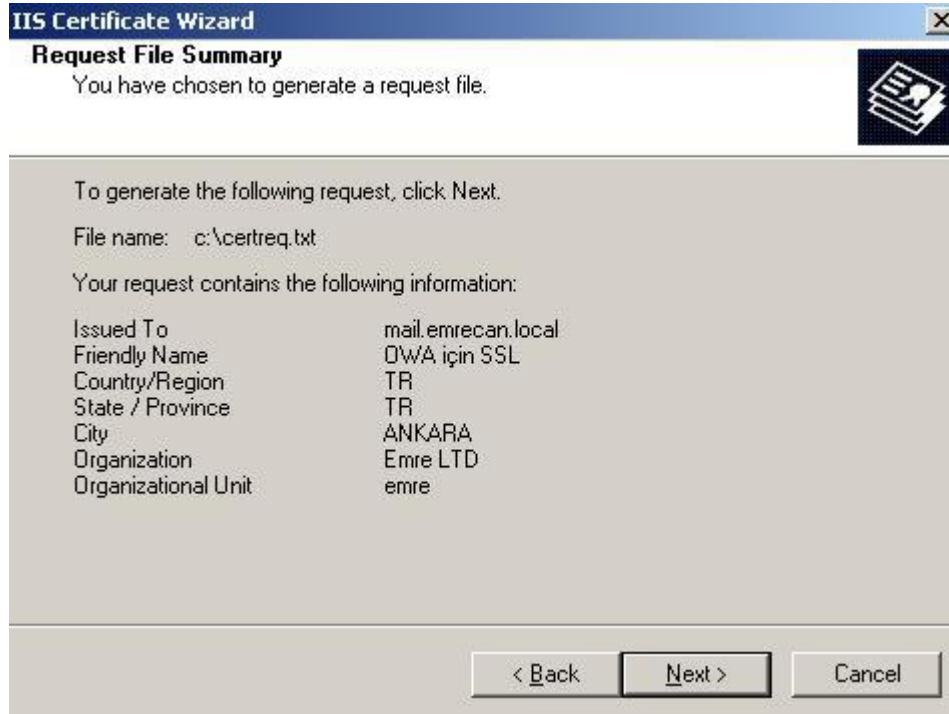 IIS Certificate Wizard
Request File Summary
You have chosen to generate a request file.
To generate the following request, click Next.
File name: c:\certreq.txt
Your request contains the following information:
Issued To mail.emrecan.local
Friendly Name OWA için SSL
Country/Region TR
State / Province TR
City ANKARA
Organization Emre LTD
Organizational Unit emre
< Back Next > Cancel